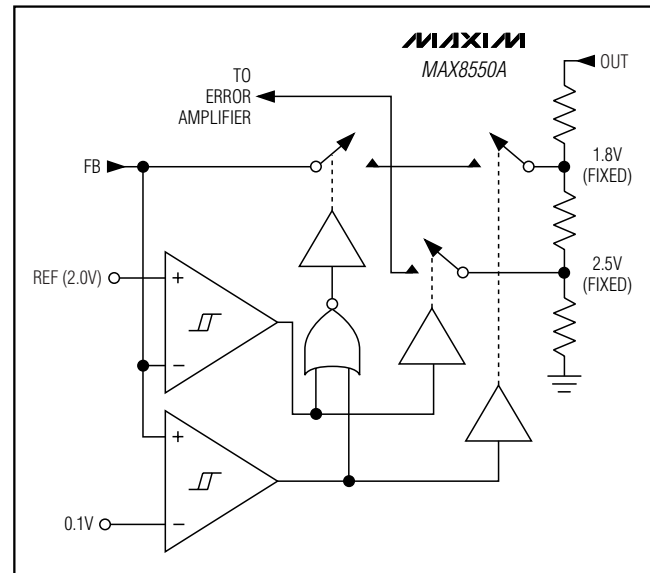 MAXIM
MAX8550A
TO
ERROR
AMPLIFIER
OUT
FB
1.8V
(FIXED)
REF (2.0V)
+
−
2.5V
(FIXED)
+
−
0.1V